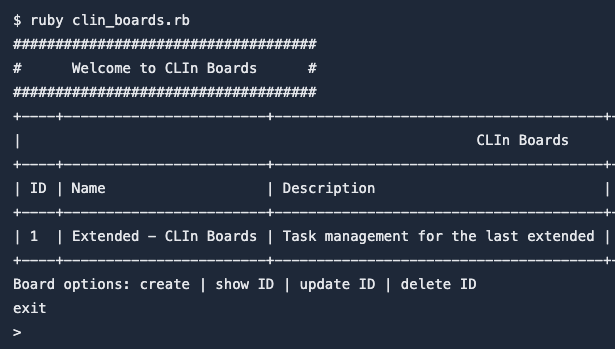 $ ruby clin_boards.rb
####################################
#      Welcome to CLIn Boards      #
####################################
+----+-------------------------+---------------------------------------+-
|                                                      CLIn Boards
+----+-------------------------+---------------------------------------+-
| ID | Name                    | Description                           |
+----+-------------------------+---------------------------------------+-
| 1  | Extended - CLIn Boards | Task management for the last extended |
+----+-------------------------+---------------------------------------+-
Board options: create | show ID | update ID | delete ID
exit
>